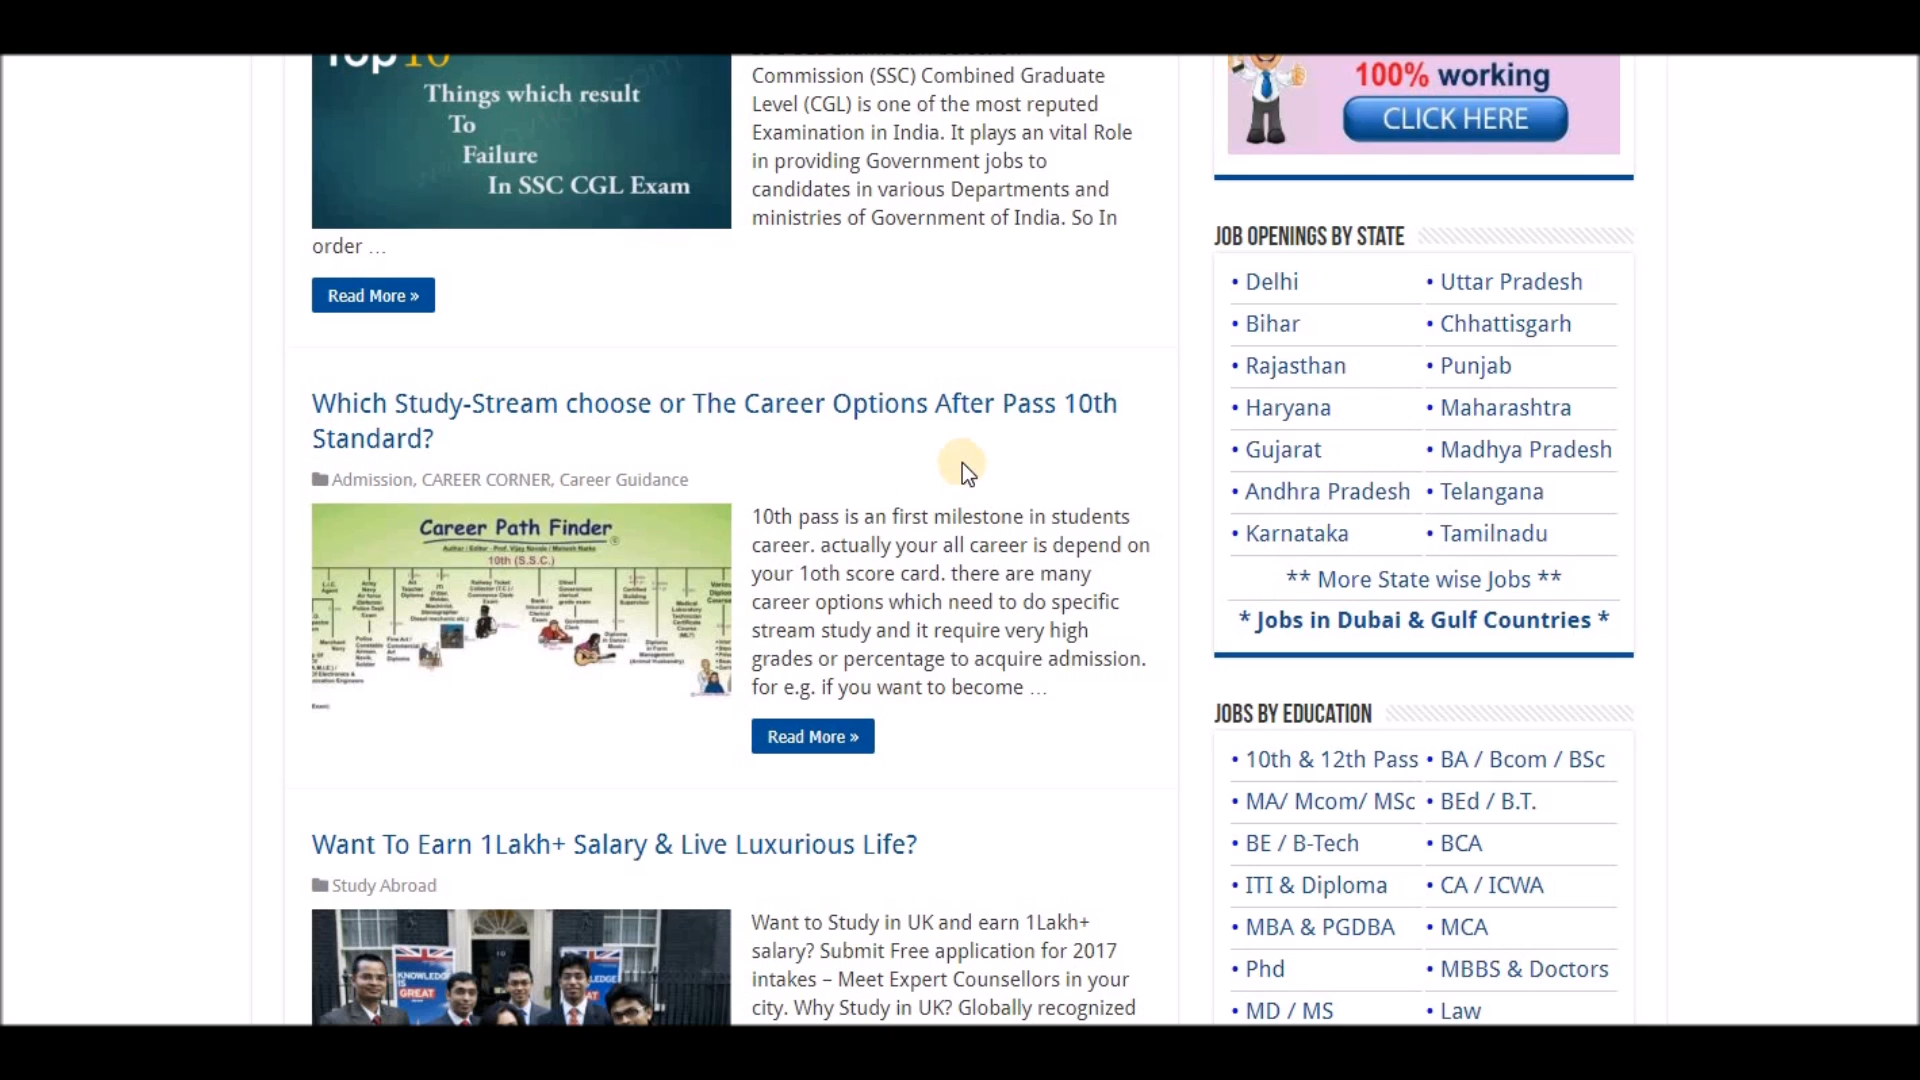 Top 10
Things which result
To
Failure
In SSC CGL Exam
Commission (SSC) Combined Graduate
Level (CGL) is one of the most reputed
Examination in India. It plays an vital Role
in providing Government jobs to
candidates in various Departments and
ministries of Government of India. So In
order …
Read More »
Which Study-Stream choose or The Career Options After Pass 10th
Standard?
Admission, CAREER CORNER, Career Guidance
Career Path Finder
10th (S.S.C.)
10th pass is an first milestone in students
career. actually your all career is depend on
your 1oth score card. there are many
career options which need to do specific
stream study and it require very high
grades or percentage to acquire admission.
for e.g. if you want to become …
Read More »
Want To Earn 1Lakh+ Salary & Live Luxurious Life?
Study Abroad
KNOWLEDGE
IS
GREAT
Want to Study in UK and earn 1Lakh+
salary? Submit Free application for 2017
intakes – Meet Expert Counsellors in your
city. Why Study in UK? Globally recognized
100% working
CLICK HERE
JOB OPENINGS BY STATE
• Delhi • Uttar Pradesh
• Bihar • Chhattisgarh
• Rajasthan • Punjab
• Haryana • Maharashtra
• Gujarat • Madhya Pradesh
• Andhra Pradesh • Telangana
• Karnataka • Tamilnadu
** More State wise Jobs **
* Jobs in Dubai & Gulf Countries *
JOBS BY EDUCATION
• 10th & 12th Pass • BA / Bcom / BSc
• MA/ Mcom/ MSc • BEd / B.T.
• BE / B-Tech • BCA
• ITI & Diploma • CA / ICWA
• MBA & PGDBA • MCA
• Phd • MBBS & Doctors
• MD / MS • Law